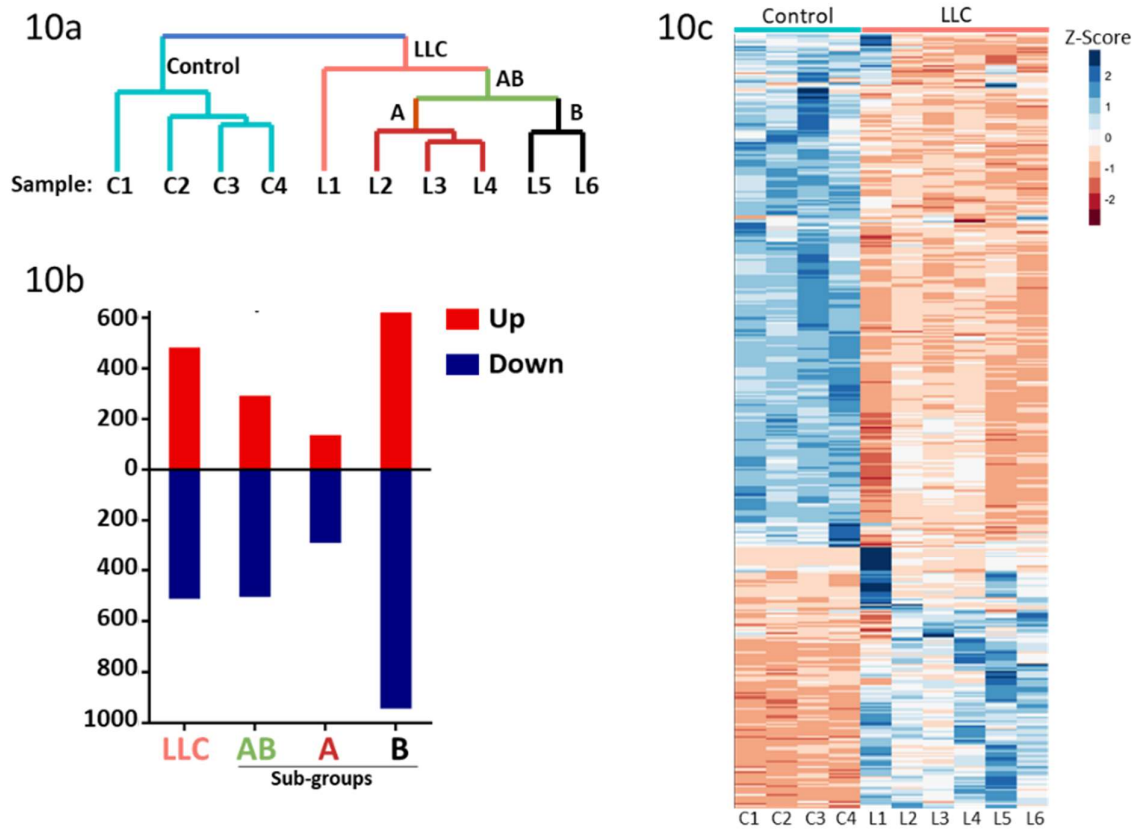 10a
Control
LLC
AB
A
B
Sample: C1 C2 C3 C4 L1 L2 L3 L4 L5 L6
10b
Up
Down
600
400
200
0
200
400
600
800
1000
LLC AB A B
Sub-groups
10c
Control LLC
Z-Score
2
1
0
-1
-2
C1 C2 C3 C4 L1 L2 L3 L4 L5 L6